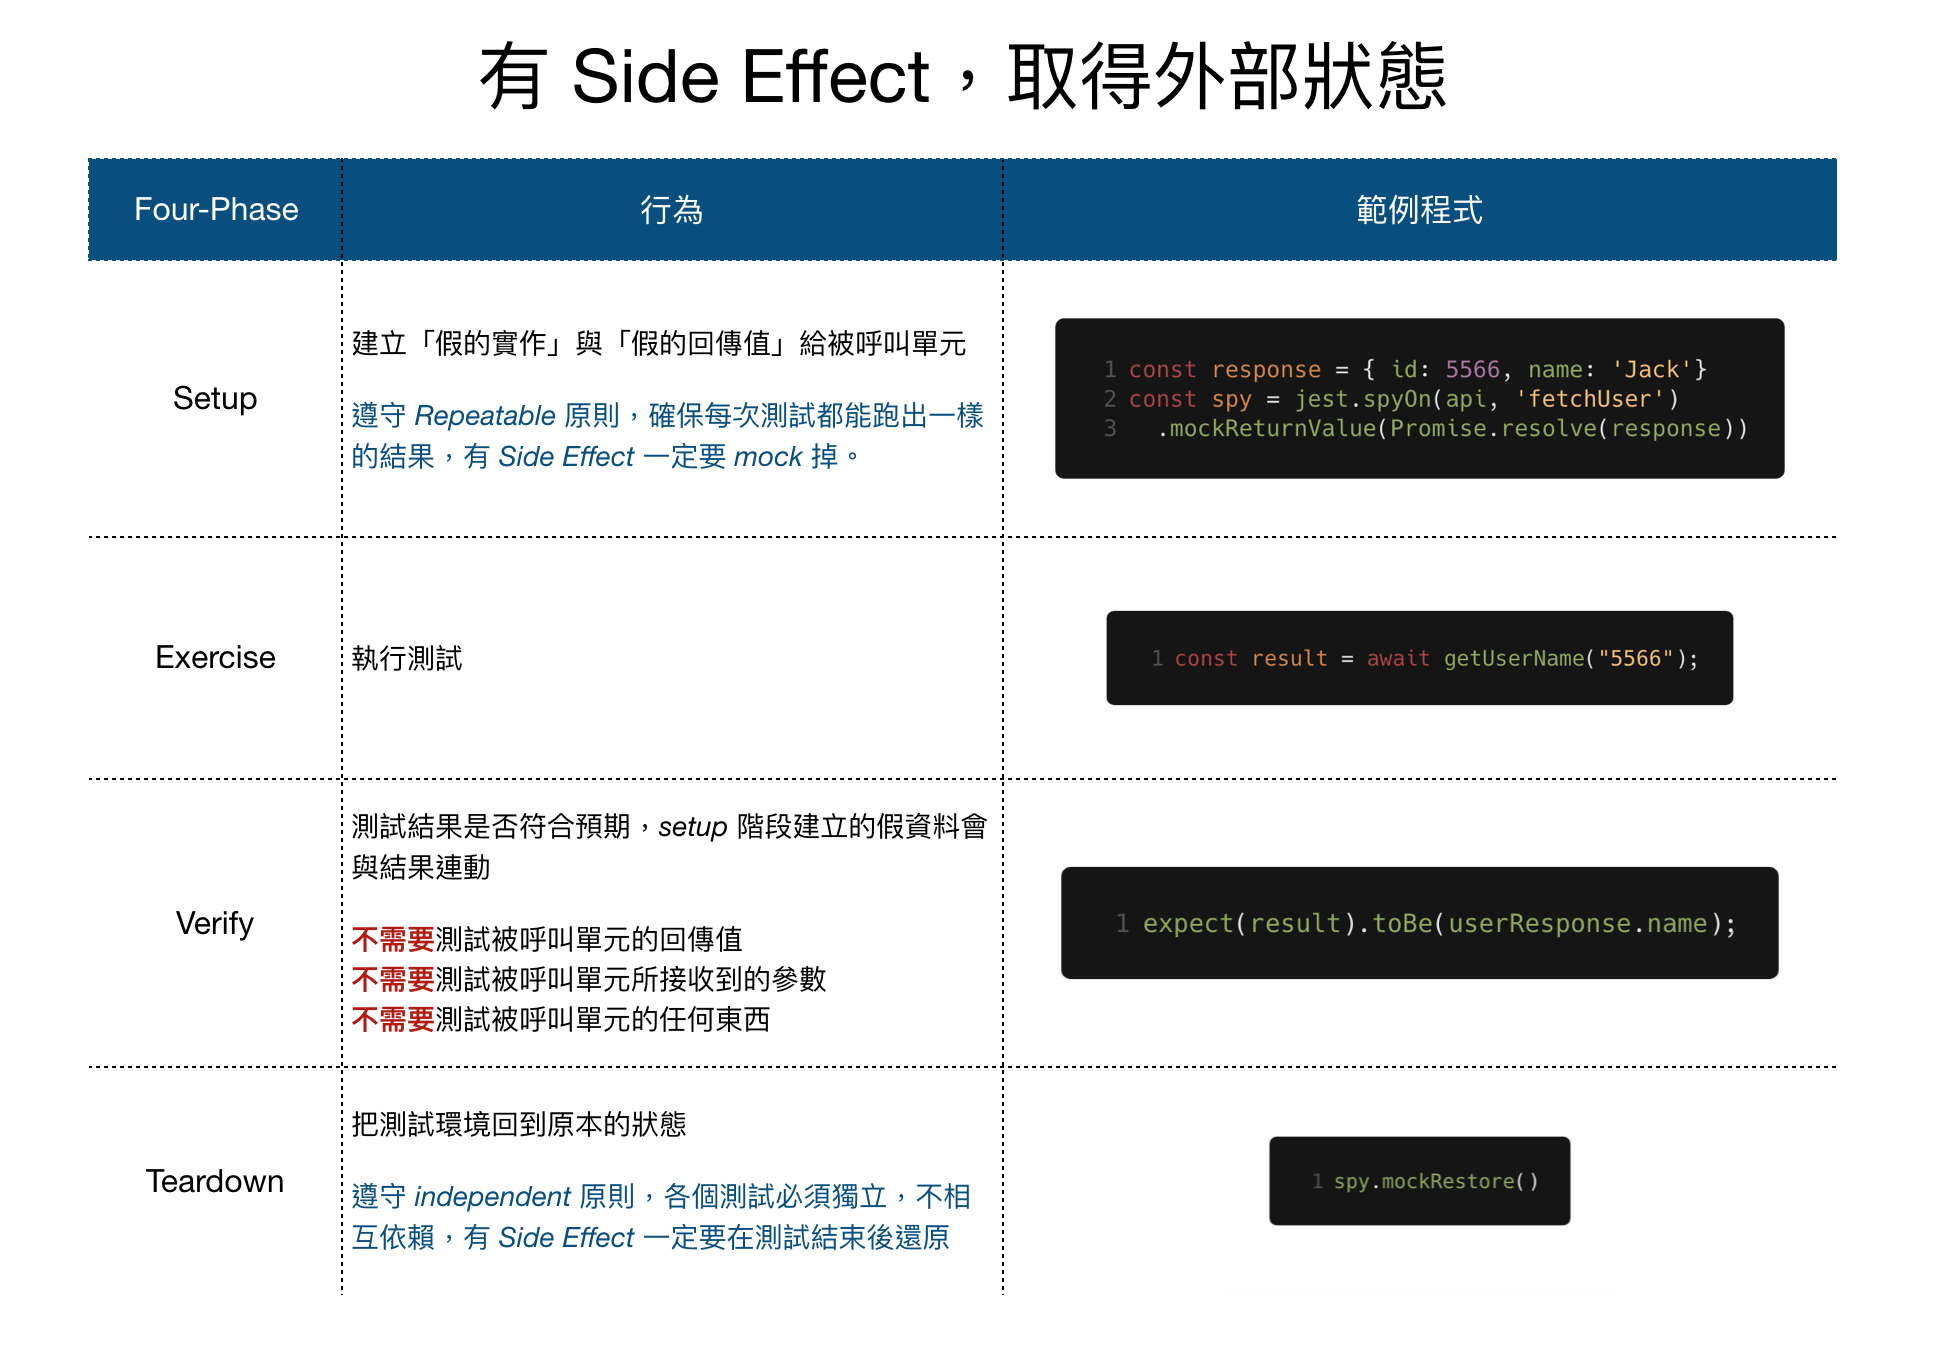 有 Side Effect，取得外部狀態
Four-Phase
行為
範例程式
Setup
建立「假的實作」與「假的回傳值」給被呼叫單元
遵守 Repeatable 原則，確保每次測試都能跑出一樣
的結果，有 Side Effect 一定要 mock 掉。
1 const response = { id: 5566, name: 'Jack'}
2 const spy = jest.spyOn(api, 'fetchUser')
3   .mockReturnValue(Promise.resolve(response))
Exercise
執行測試
1 const result = await getUserName("5566");
Verify
測試結果是否符合預期，setup 階段建立的假資料會
與結果連動
不需要測試被呼叫單元的回傳值
不需要測試被呼叫單元所接收到的參數
不需要測試被呼叫單元的任何東西
1 expect(result).toBe(userResponse.name);
Teardown
把測試環境回到原本的狀態
遵守 independent 原則，各個測試必須獨立，不相
互依賴，有 Side Effect 一定要在測試結束後還原
1 spy.mockRestore()